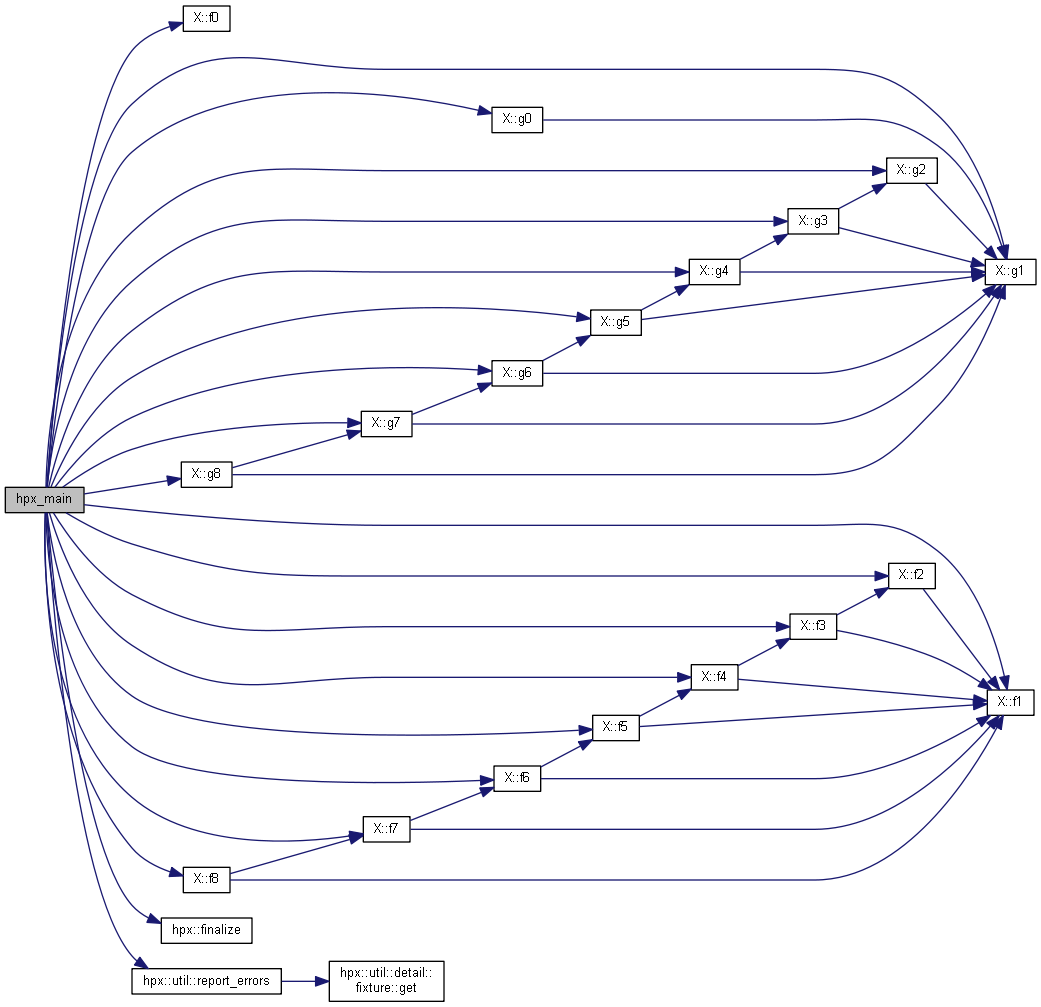 X::f0
X::g0
X::g2
X::g3
X::g4
X::g1
X::g5
X::g6
X::g7
X::g8
hpx_main
X::f2
X::f3
X::f4
X::f1
X::f5
X::f6
X::f7
X::f8
hpx::finalize
hpx::util::report_errors
hpx::util::detail::
fixture::get